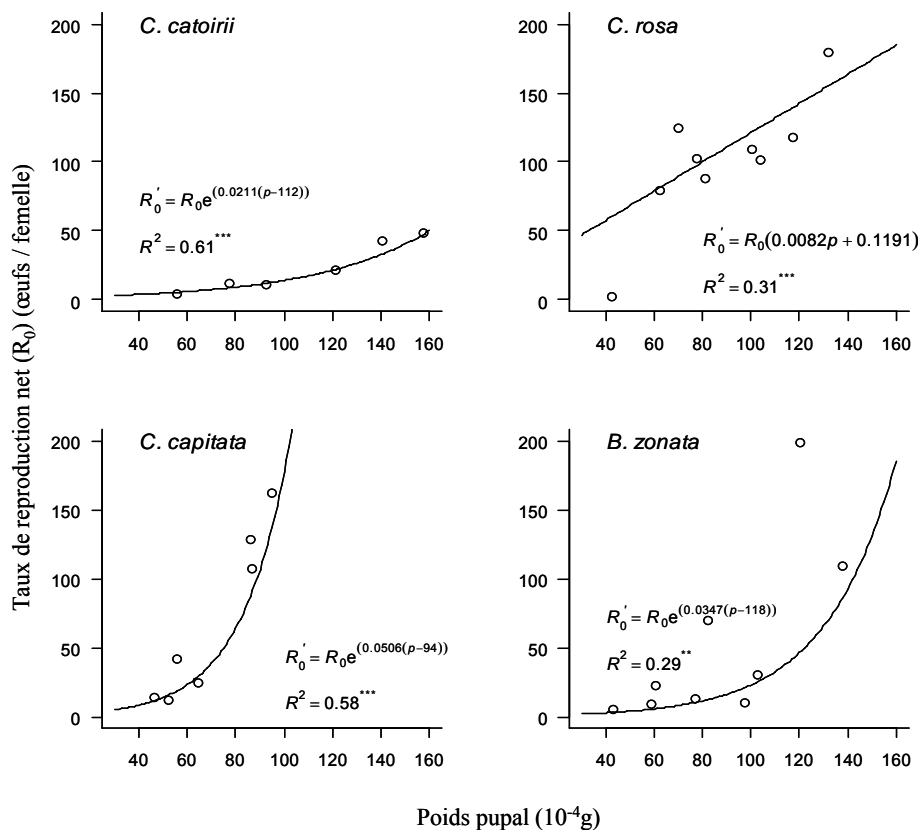 Taux de reproduction net (R₀) (œufs / femelle)
C. catoirii
200
150
100
50
0
R₀′ = R₀e^(0.0211(p−112))
R² = 0.61***
40 60 80 100 120 140 160
C. rosa
200
150
100
50
0
R₀′ = R₀(0.0082p + 0.1191)
R² = 0.31***
40 60 80 100 120 140 160
C. capitata
200
150
100
50
0
R₀′ = R₀e^(0.0506(p−94))
R² = 0.58***
40 60 80 100 120 140 160
B. zonata
200
150
100
50
0
R₀′ = R₀e^(0.0347(p−118))
R² = 0.29**
40 60 80 100 120 140 160
Poids pupal (10⁻⁴g)